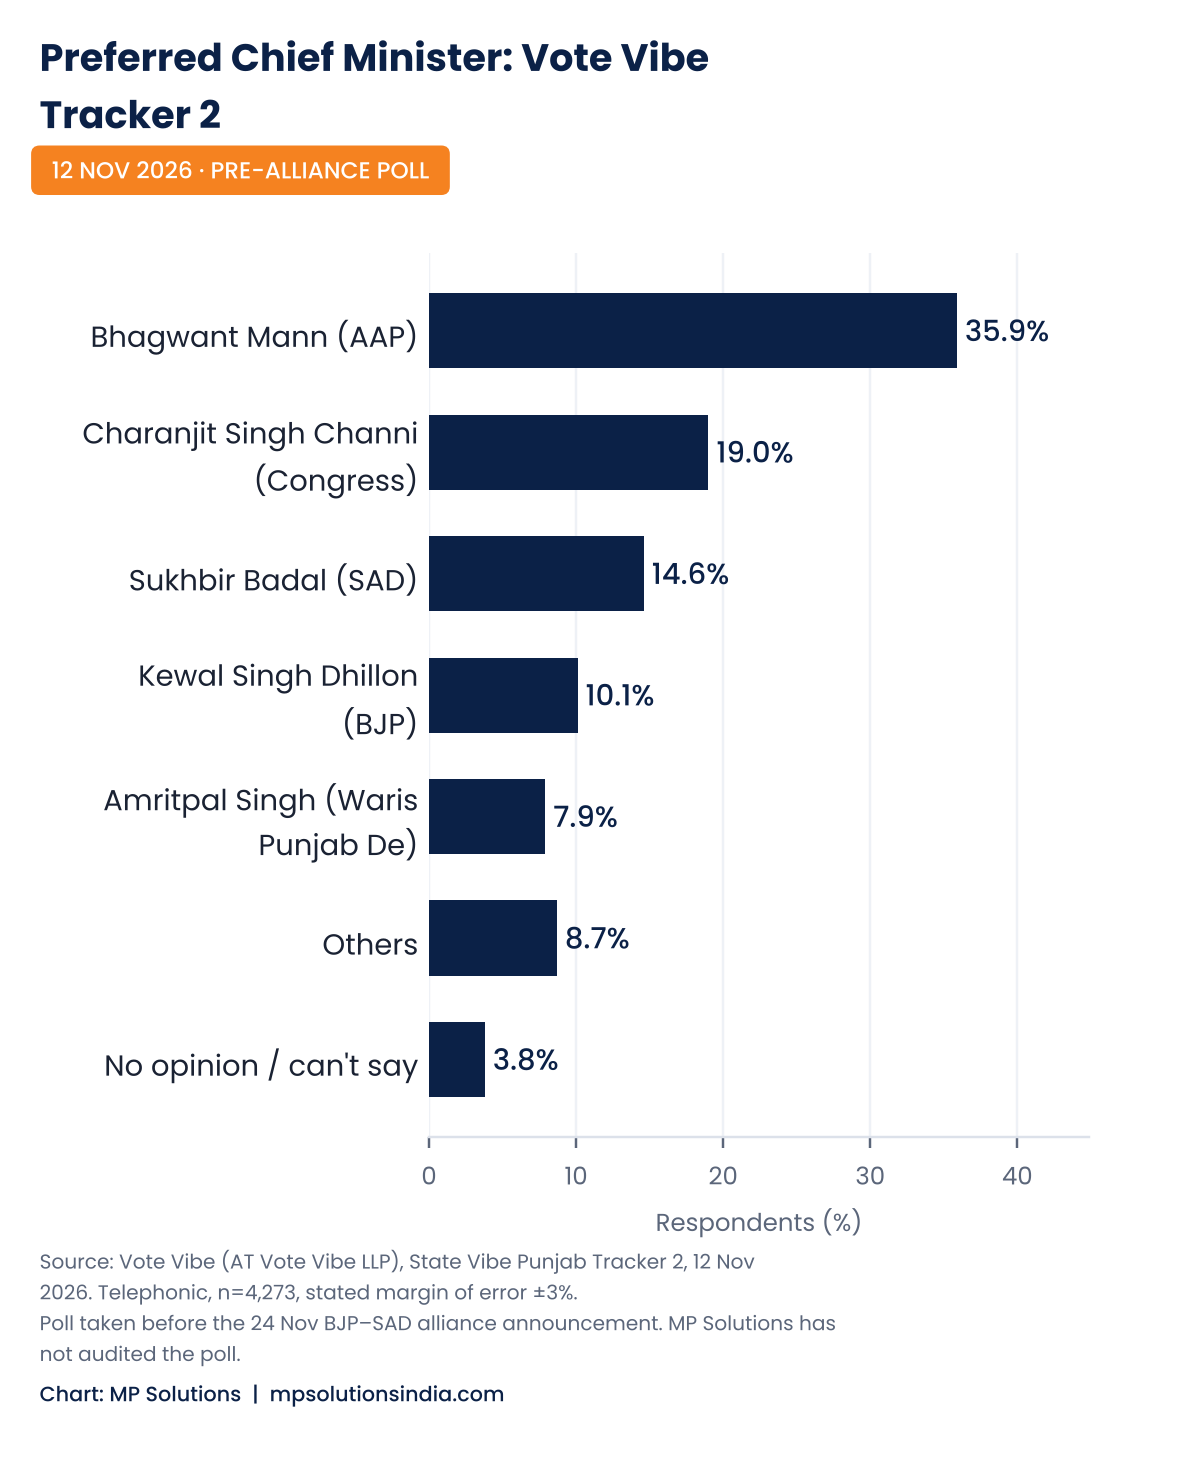 Preferred Chief Minister: Vote Vibe
Tracker 2
12 NOV 2026 · PRE-ALLIANCE POLL
Bhagwant Mann (AAP)
35.9%
Charanjit Singh Channi
(Congress)
19.0%
Sukhbir Badal (SAD)
14.6%
Kewal Singh Dhillon
(BJP)
10.1%
Amritpal Singh (Waris
Punjab De)
7.9%
Others
8.7%
No opinion / can't say
3.8%
0 10 20 30 40
Respondents (%)
Source: Vote Vibe (AT Vote Vibe LLP), State Vibe Punjab Tracker 2, 12 Nov
2026. Telephonic, n=4,273, stated margin of error ±3%.
Poll taken before the 24 Nov BJP–SAD alliance announcement. MP Solutions has
not audited the poll.
Chart: MP Solutions | mpsolutionsindia.com